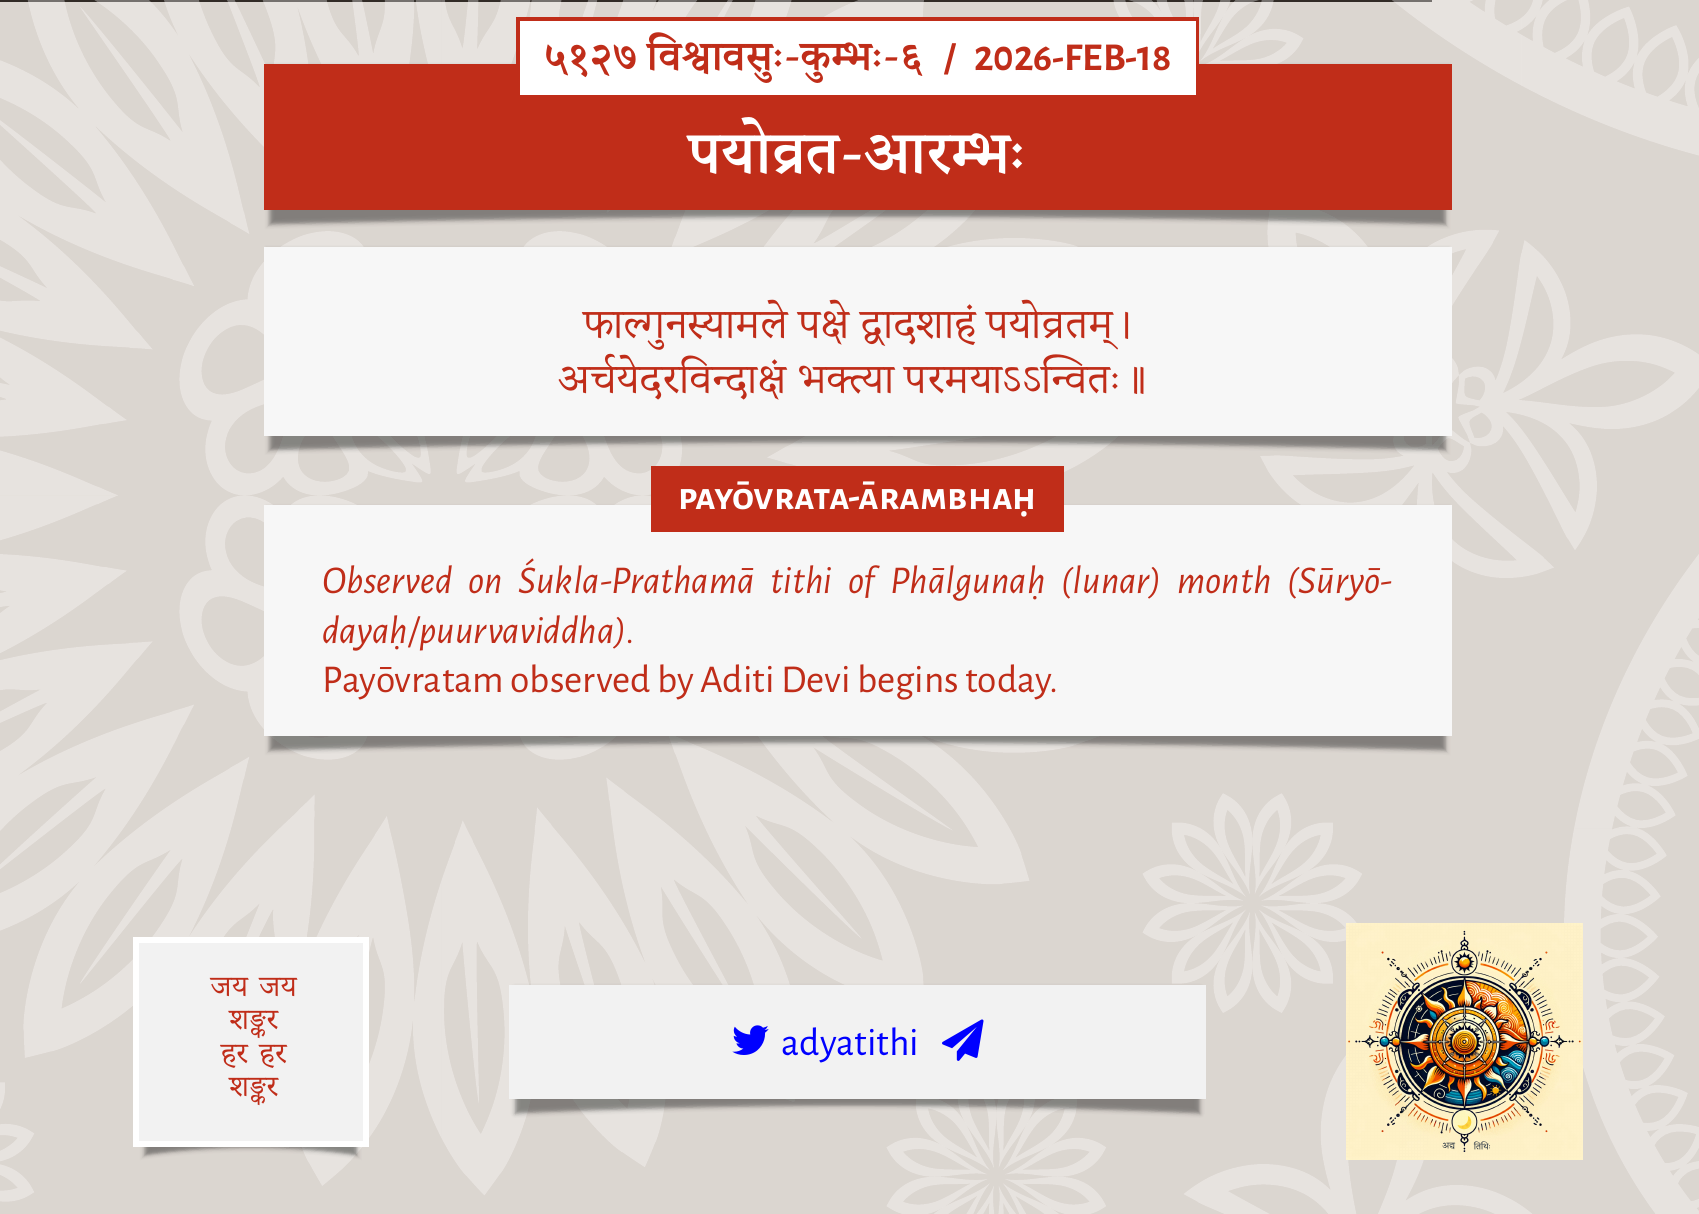 ५१२७ विश्वावसुः-कुम्भः-६ / 2026-FEB-18
पयोव्रत-आरम्भः
फाल्गुनस्यामले पक्षे द्वादशाहं पयोव्रतम्।
अर्चयेदरविन्दाक्षं भक्त्या परमयाऽऽन्वितः॥
PAYŌVRATA-ĀRAMBHAḤ
Observed on Śukla-Prathamā tithi of Phālgunaḥ (lunar) month (Sūryō-
dayaḥ/puurvaviddha).
Payōvratam observed by Aditi Devi begins today.
जय जय
शङ्कर
हर हर
शङ्कर
adyatithi
अद्य तिथिः